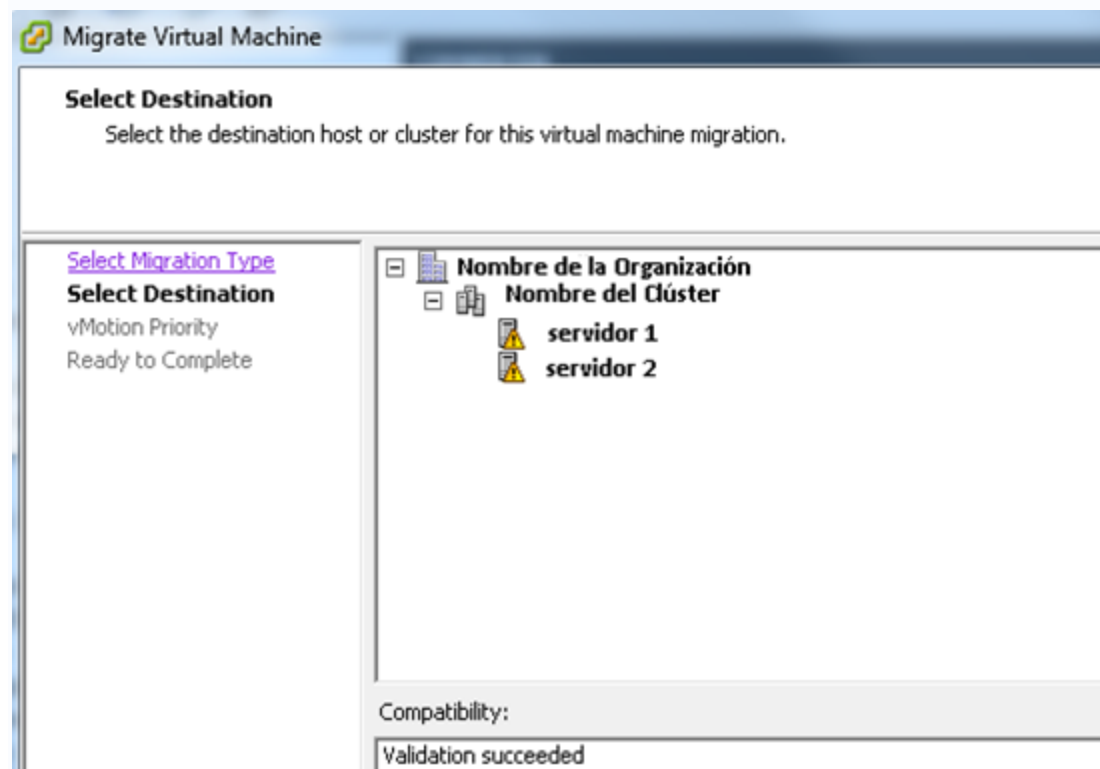 Migrate Virtual Machine
Select Destination
Select the destination host or cluster for this virtual machine migration.
Select Migration Type
Select Destination
vMotion Priority
Ready to Complete
Nombre de la Organización
Nombre del Clúster
servidor 1
servidor 2
Compatibility:
Validation succeeded